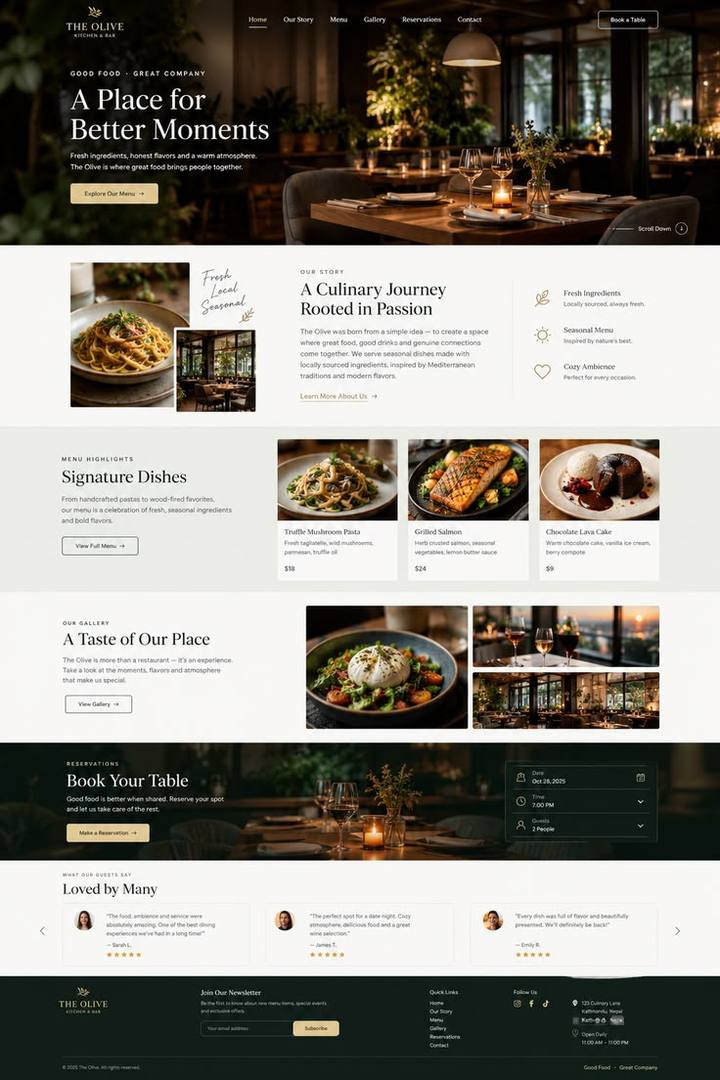 THE OLIVE
KITCHEN & BAR
Home
Our Story
Menu
Gallery
Reservations
Contact
Book a Table
GOOD FOOD · GREAT COMPANY
A Place for
Better Moments
Fresh ingredients, honest flavors and a warm atmosphere.
The Olive is where great food brings people together.
Explore Our Menu →
Scroll Down
Fresh
Local
Seasonal
OUR STORY
A Culinary Journey
Rooted in Passion
The Olive was born from a simple idea — to create a space
where great food, good drinks and genuine connections
come together. We serve seasonal dishes made with
locally sourced ingredients, inspired by Mediterranean
traditions and modern flavors.
Learn More About Us →
Fresh Ingredients
Locally sourced, always fresh.
Seasonal Menu
Inspired by nature's best.
Cozy Ambience
Perfect for every occasion.
MENU HIGHLIGHTS
Signature Dishes
From handcrafted pastas to wood-fired favorites,
our menu is a celebration of fresh, seasonal ingredients
and bold flavors.
View Full Menu →
Truffle Mushroom Pasta
Fresh tagliatelle, wild mushrooms,
parmesan, truffle oil
$18
Grilled Salmon
Herb crusted salmon, seasonal
vegetables, lemon butter sauce
$24
Chocolate Lava Cake
Warm chocolate cake, vanilla ice cream,
berry compote
$9
OUR GALLERY
A Taste of Our Place
The Olive is more than a restaurant — it's an experience.
Take a look at the moments, flavors and atmosphere
that make us special.
View Gallery →
RESERVATIONS
Book Your Table
Good food is better when shared. Reserve your spot
and let us take care of the rest.
Make a Reservation →
Date
Oct 26, 2025
Time
7:00 PM
Guests
2 People
WHAT OUR GUESTS SAY
Loved by Many
"The food, ambience and service were
absolutely amazing. One of the best dining
experiences we've had in a long time!"
— Sarah L.
"The perfect spot for a date night. Cozy
atmosphere, delicious food and a great
wine selection."
— James T.
"Every dish was full of flavor and beautifully
presented. We'll definitely be back!"
— Emily R.
THE OLIVE
KITCHEN & BAR
Join Our Newsletter
Be the first to know about new menu items, special events
and exclusive offers.
Your email address
Subscribe
Quick Links
Home
Our Story
Menu
Gallery
Reservations
Contact
Follow Us
123 Culinary Lane
Kathmandu, Nepal
Open Daily
11:00 AM – 11:00 PM
© 2025 The Olive. All rights reserved.
Good Food · Great Company